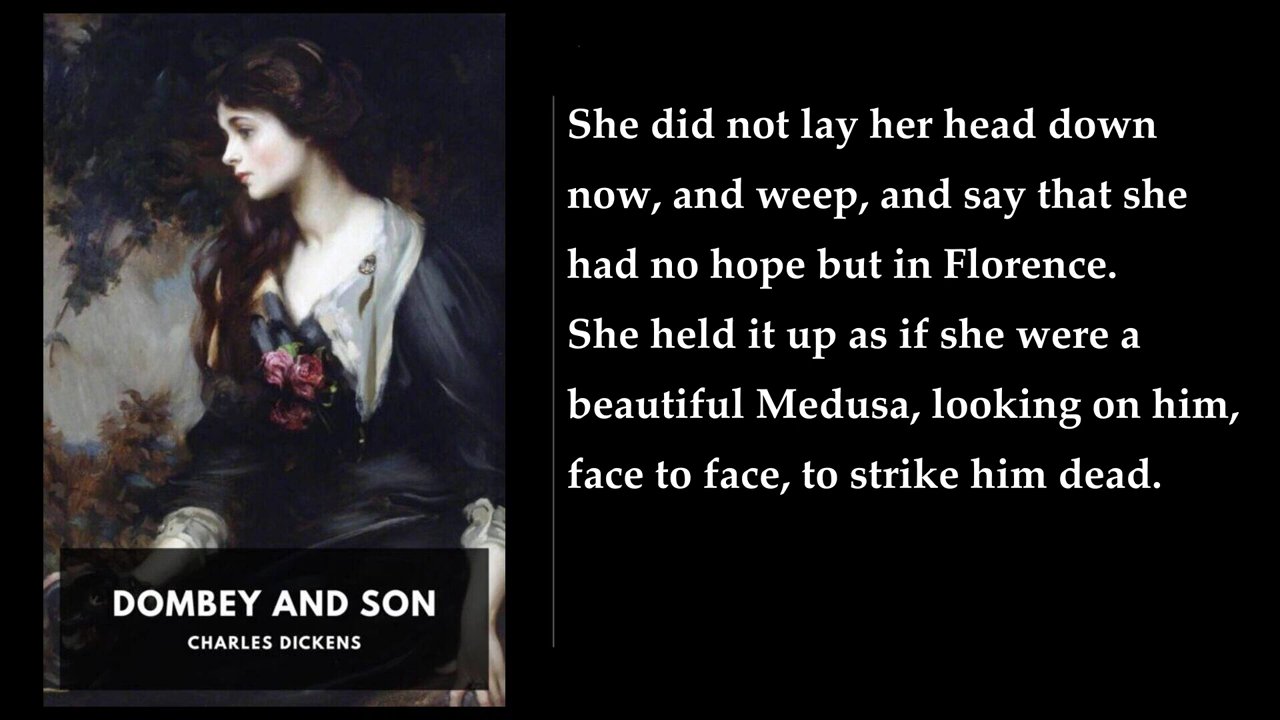 She did not lay her head down
now, and weep, and say that she
had no hope but in Florence.
She held it up as if she were a
beautiful Medusa, looking on him,
face to face, to strike him dead.
DOMBEY AND SON
CHARLES DICKENS